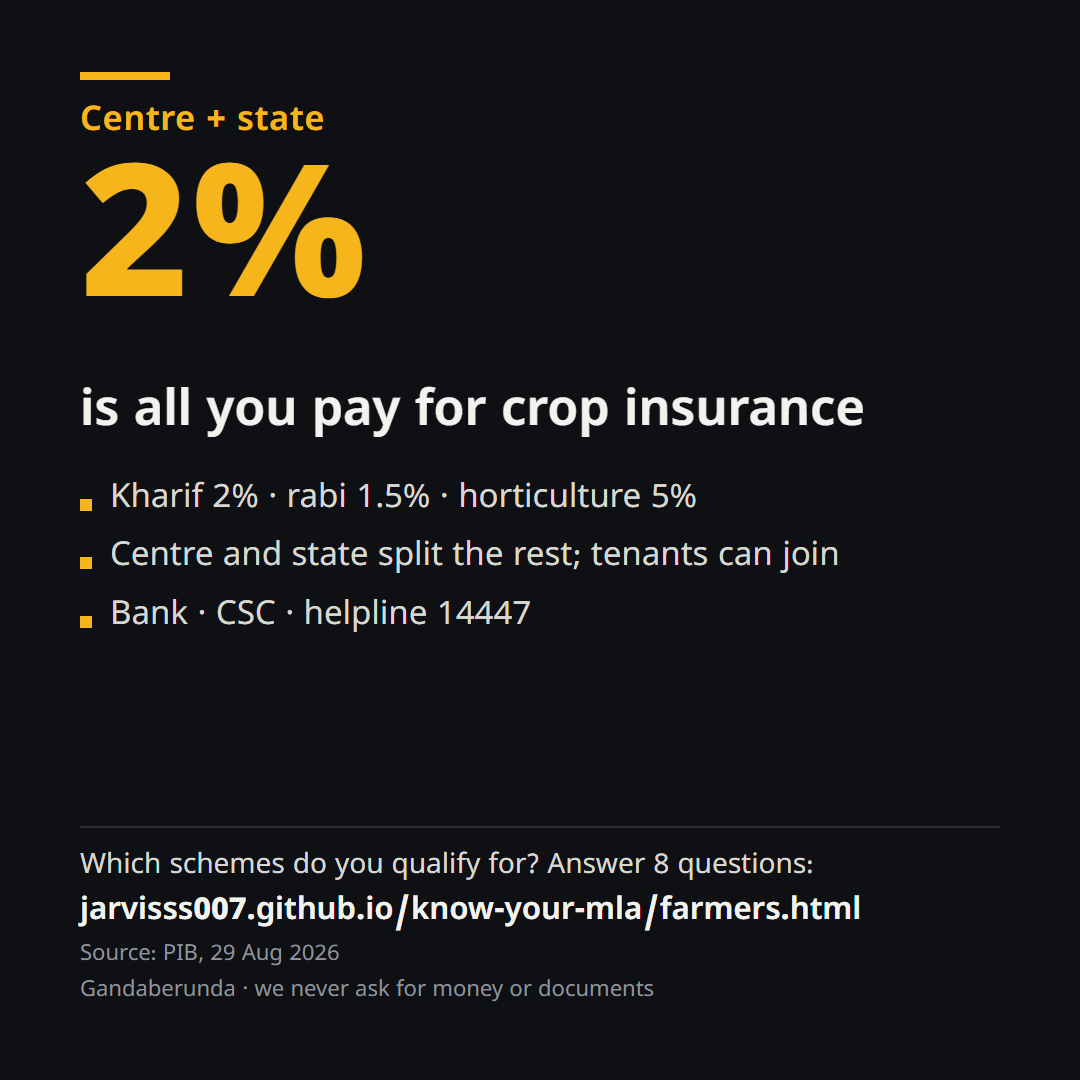 Centre + state
2%
is all you pay for crop insurance
Kharif 2% · rabi 1.5% · horticulture 5%
Centre and state split the rest; tenants can join
Bank · CSC · helpline 14447
Which schemes do you qualify for? Answer 8 questions:
jarvisss007.github.io/know-your-mla/farmers.html
Source: PIB, 29 Aug 2026
Gandaberunda · we never ask for money or documents